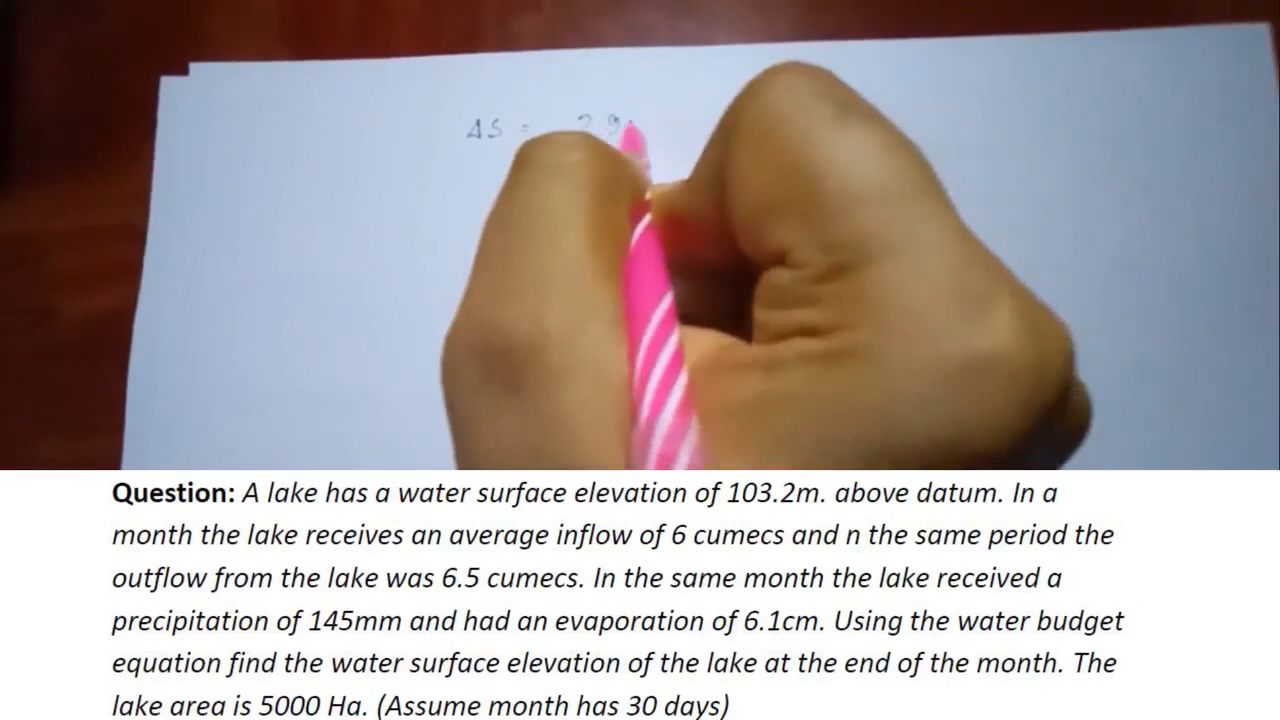 ΔS = 2.9
Question: A lake has a water surface elevation of 103.2m. above datum. In a
month the lake receives an average inflow of 6 cumecs and n the same period the
outflow from the lake was 6.5 cumecs. In the same month the lake received a
precipitation of 145mm and had an evaporation of 6.1cm. Using the water budget
equation find the water surface elevation of the lake at the end of the month. The
lake area is 5000 Ha. (Assume month has 30 days)